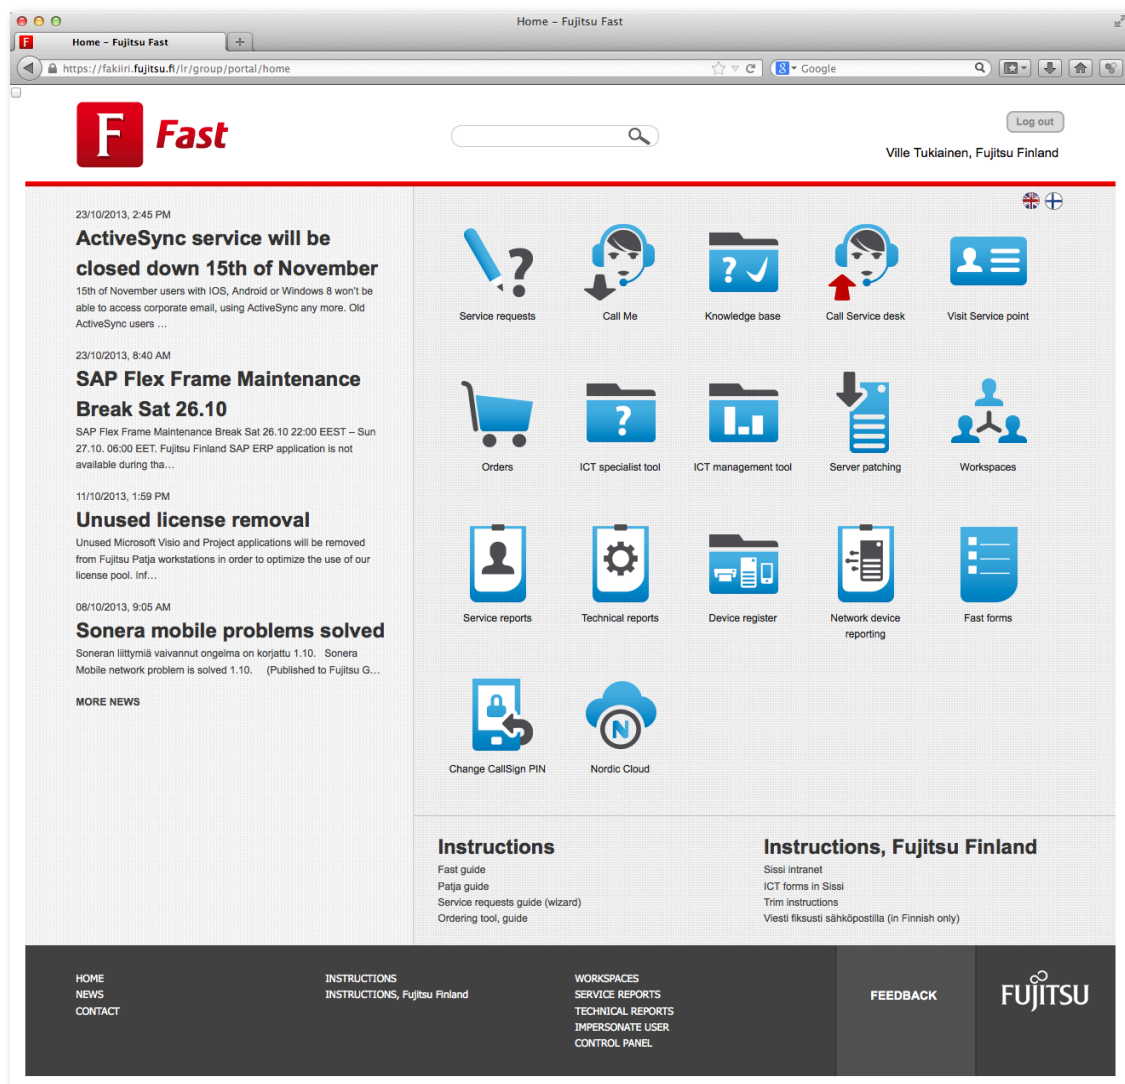 Home – Fujitsu Fast
F Home – Fujitsu Fast
https://fakiiri.fujitsu.fi/lr/group/portal/home
8 Google
F Fast
Log out
Ville Tukiainen, Fujitsu Finland
23/10/2013, 2:45 PM
ActiveSync service will be
closed down 15th of November
15th of November users with IOS, Android or Windows 8 won't be
able to access corporate email, using ActiveSync any more. Old
ActiveSync users …
23/10/2013, 8:40 AM
SAP Flex Frame Maintenance
Break Sat 26.10
SAP Flex Frame Maintenance Break Sat 26.10 22:00 EEST – Sun
27.10. 06:00 EET. Fujitsu Finland SAP ERP application is not
available during tha…
11/10/2013, 1:59 PM
Unused license removal
Unused Microsoft Visio and Project applications will be removed
from Fujitsu Patja workstations in order to optimize the use of our
license pool. Inf…
08/10/2013, 9:05 AM
Sonera mobile problems solved
Soneran liittymiä vaivannut ongelma on korjattu 1.10. Sonera
Mobile network problem is solved 1.10. (Published to Fujitsu G…
MORE NEWS
? ?
Service requests Call Me Knowledge base Call Service desk Visit Service point
?
Orders ICT specialist tool ICT management tool Server patching Workspaces
Service reports Technical reports Device register Network device Fast forms
reporting
N
Change CallSign PIN Nordic Cloud
Instructions
Fast guide
Patja guide
Service requests guide (wizard)
Ordering tool, guide
Instructions, Fujitsu Finland
Sissi intranet
ICT forms in Sissi
Trim instructions
Viesti fiksusti sähköpostilla (in Finnish only)
HOME
NEWS
CONTACT
INSTRUCTIONS
INSTRUCTIONS, Fujitsu Finland
WORKSPACES
SERVICE REPORTS
TECHNICAL REPORTS
IMPERSONATE USER
CONTROL PANEL
FEEDBACK
FUJITSU